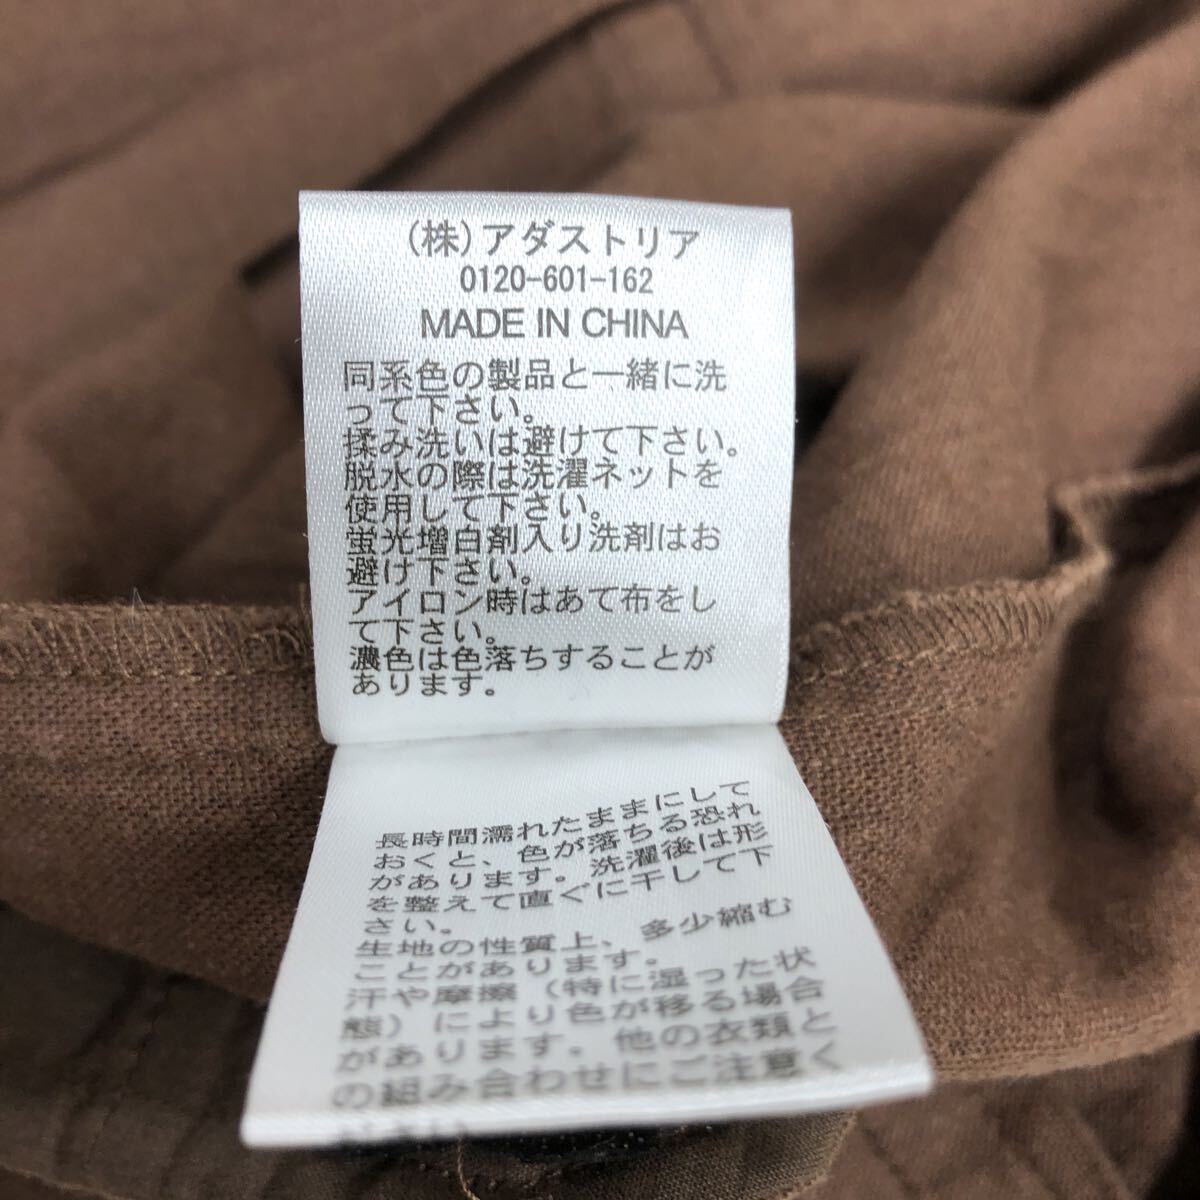 (株)アダストリア
0120-601-162
MADE IN CHINA
同系色の製品と一緒に洗
って下さい。
揉み洗いは避けて下さい。
脱水の際は洗濯ネットを
使用して下さい。
蛍光増白剤入り洗剤はお
避け下さい。
アイロン時はあて布をし
て下さい。
濃色は色落ちすることが
あります。
長時間濡れたままにして
おくと、色が落ちる恐れ
があります。洗濯後は形
を整えて直ぐに干して下
さい。
生地の性質上、多少縮む
ことがあります。
汗や摩擦(特に湿った状
態)により色が移る場合
があります。他の衣類と
の組み合わせにご注意く